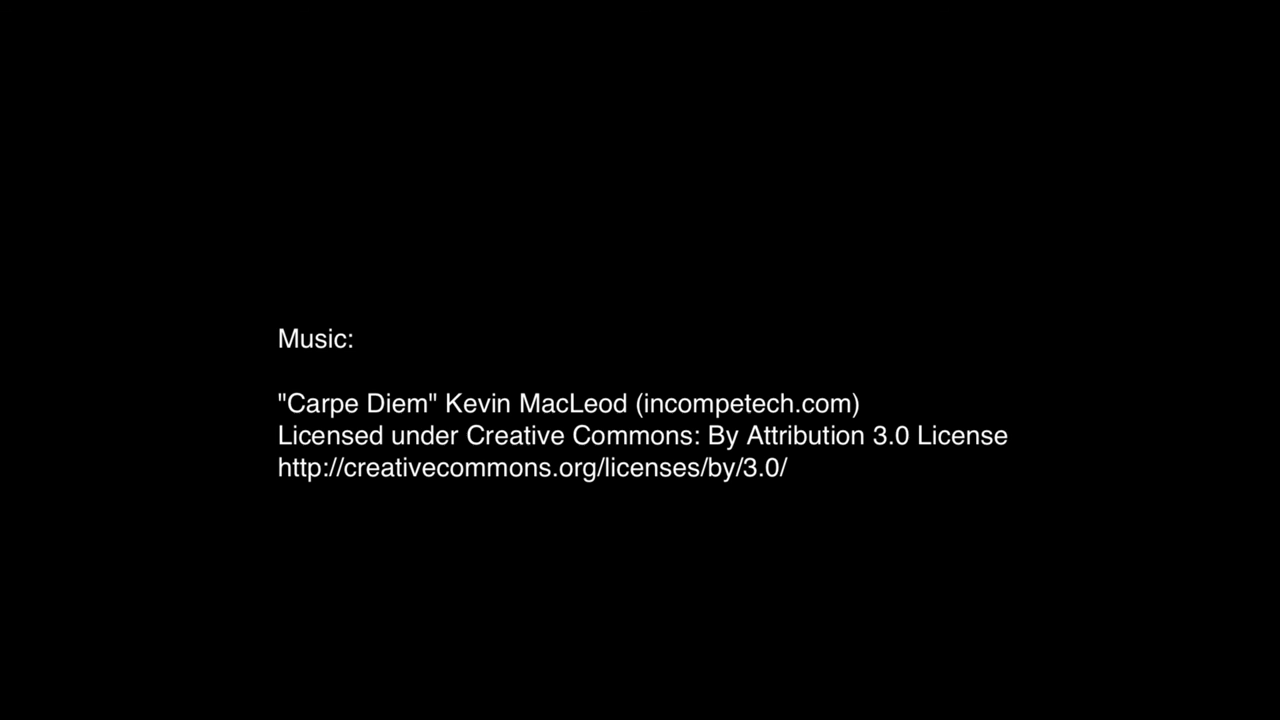 Music:
"Carpe Diem" Kevin MacLeod (incompetech.com)
Licensed under Creative Commons: By Attribution 3.0 License
http://creativecommons.org/licenses/by/3.0/